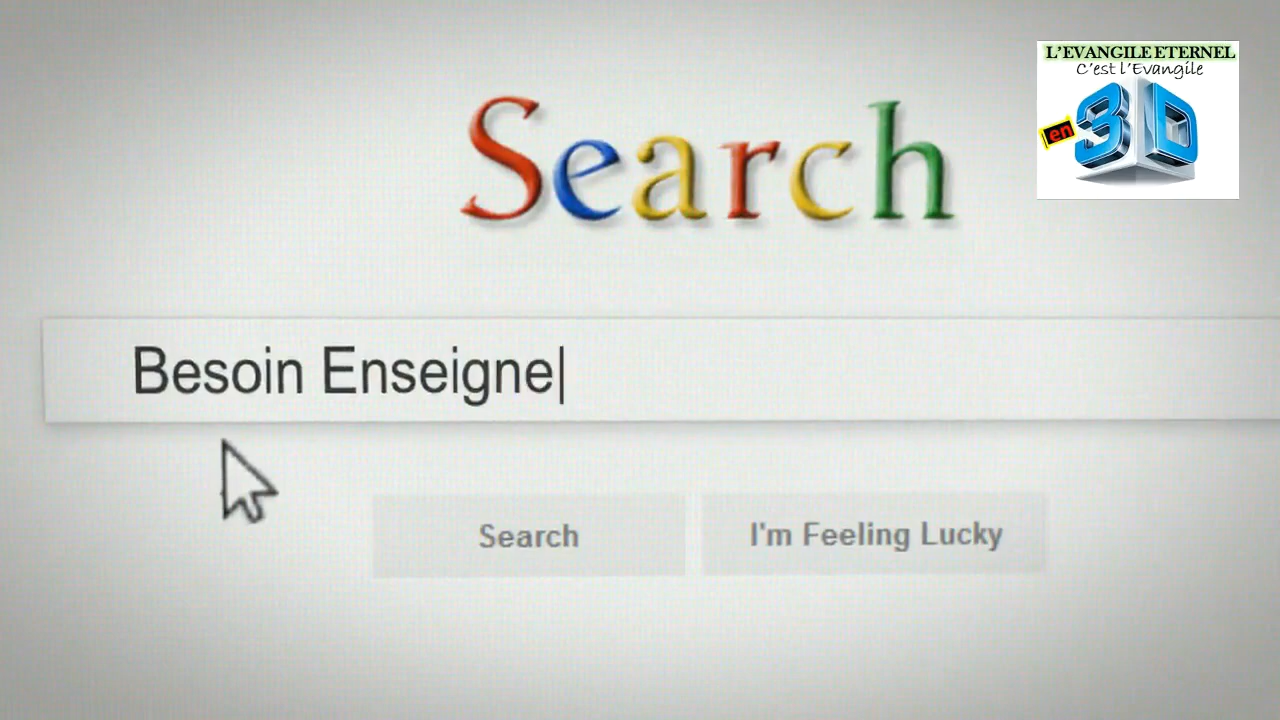 L'EVANGILE ETERNEL
C'est l'Evangile
en
3D
Search
Besoin Enseigne
Search
I'm Feeling Lucky